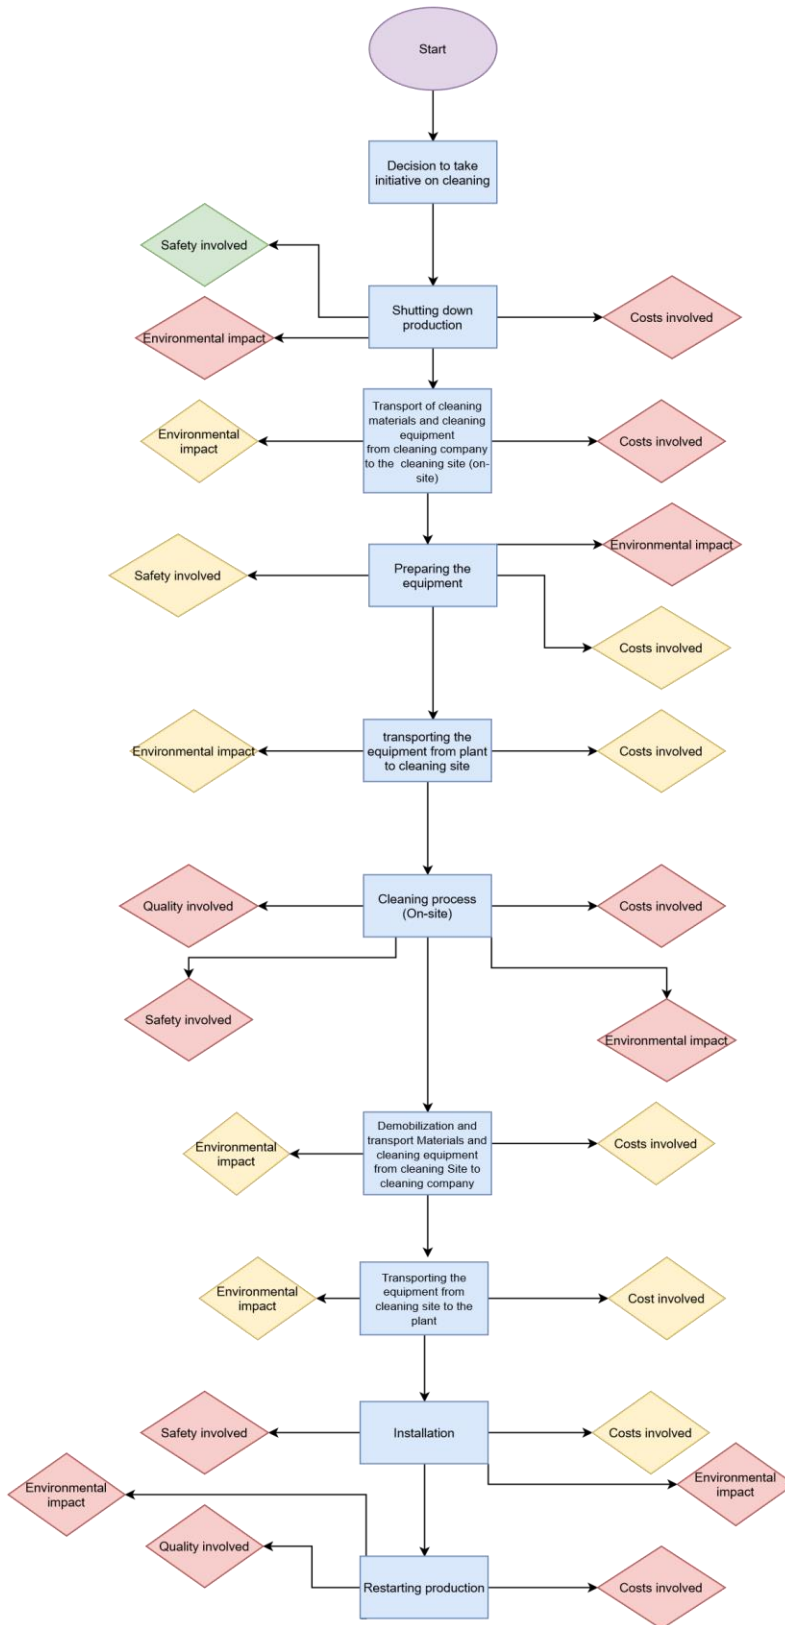 Start
Decision to take
initiative on cleaning
Safety involved
Shutting down
production
Costs involved
Environmental impact
Transport of cleaning
materials and cleaning
equipment
from cleaning company
to the cleaning site (on-
site)
Environmental
impact
Costs involved
Environmental impact
Preparing the
equipment
Safety involved
Costs involved
transporting the
equipment from plant
to cleaning site
Environmental impact
Costs involved
Quality involved
Cleaning process
(On-site)
Costs involved
Safety involved
Environmental impact
Demobilization and
transport Materials and
cleaning equipment
from cleaning Site to
cleaning company
Environmental
impact
Costs involved
Transporting the
equipment from
cleaning site to the
plant
Environmental
impact
Cost involved
Safety involved
Installation
Costs involved
Environmental
impact
Environmental
impact
Quality involved
Restarting production
Costs involved